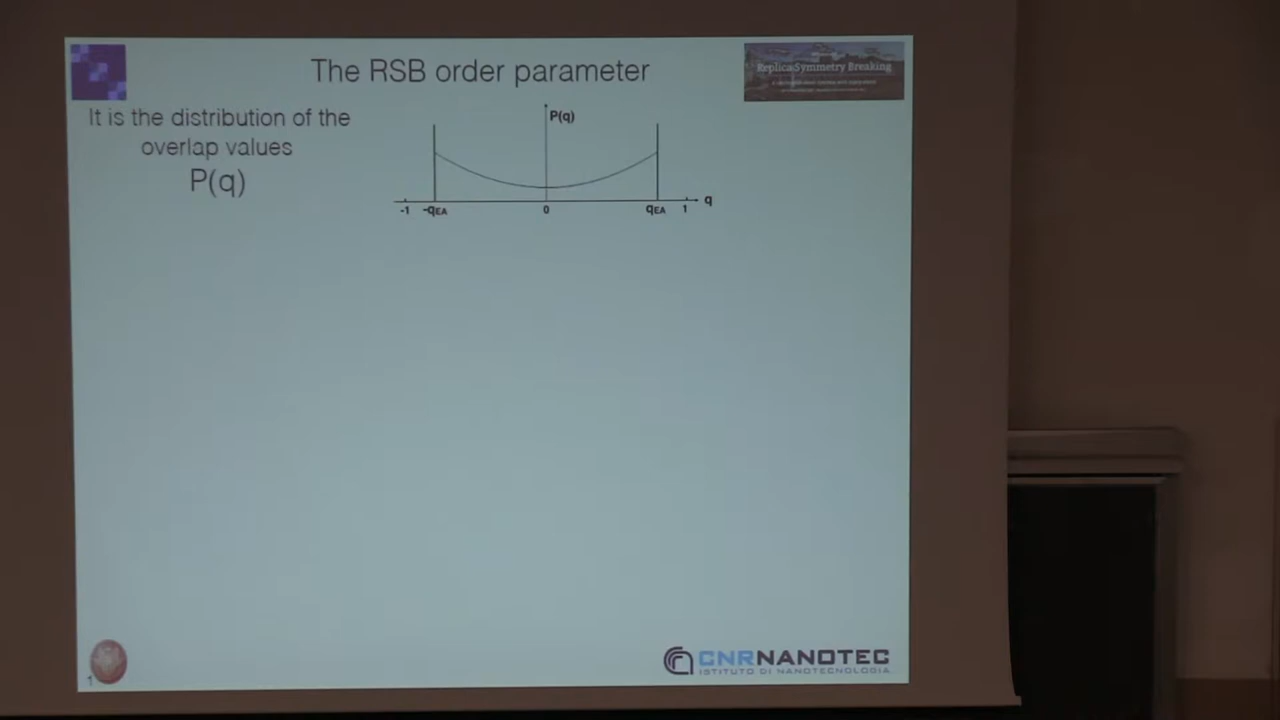 The RSB order parameter
Replica Symmetry Breaking
It is the distribution of the
overlap values
P(q)
P(q)
-1 -qEA 0 qEA 1 q
CNRNANOTEC
ISTITUTO DI NANOTECNOLOGIA
1